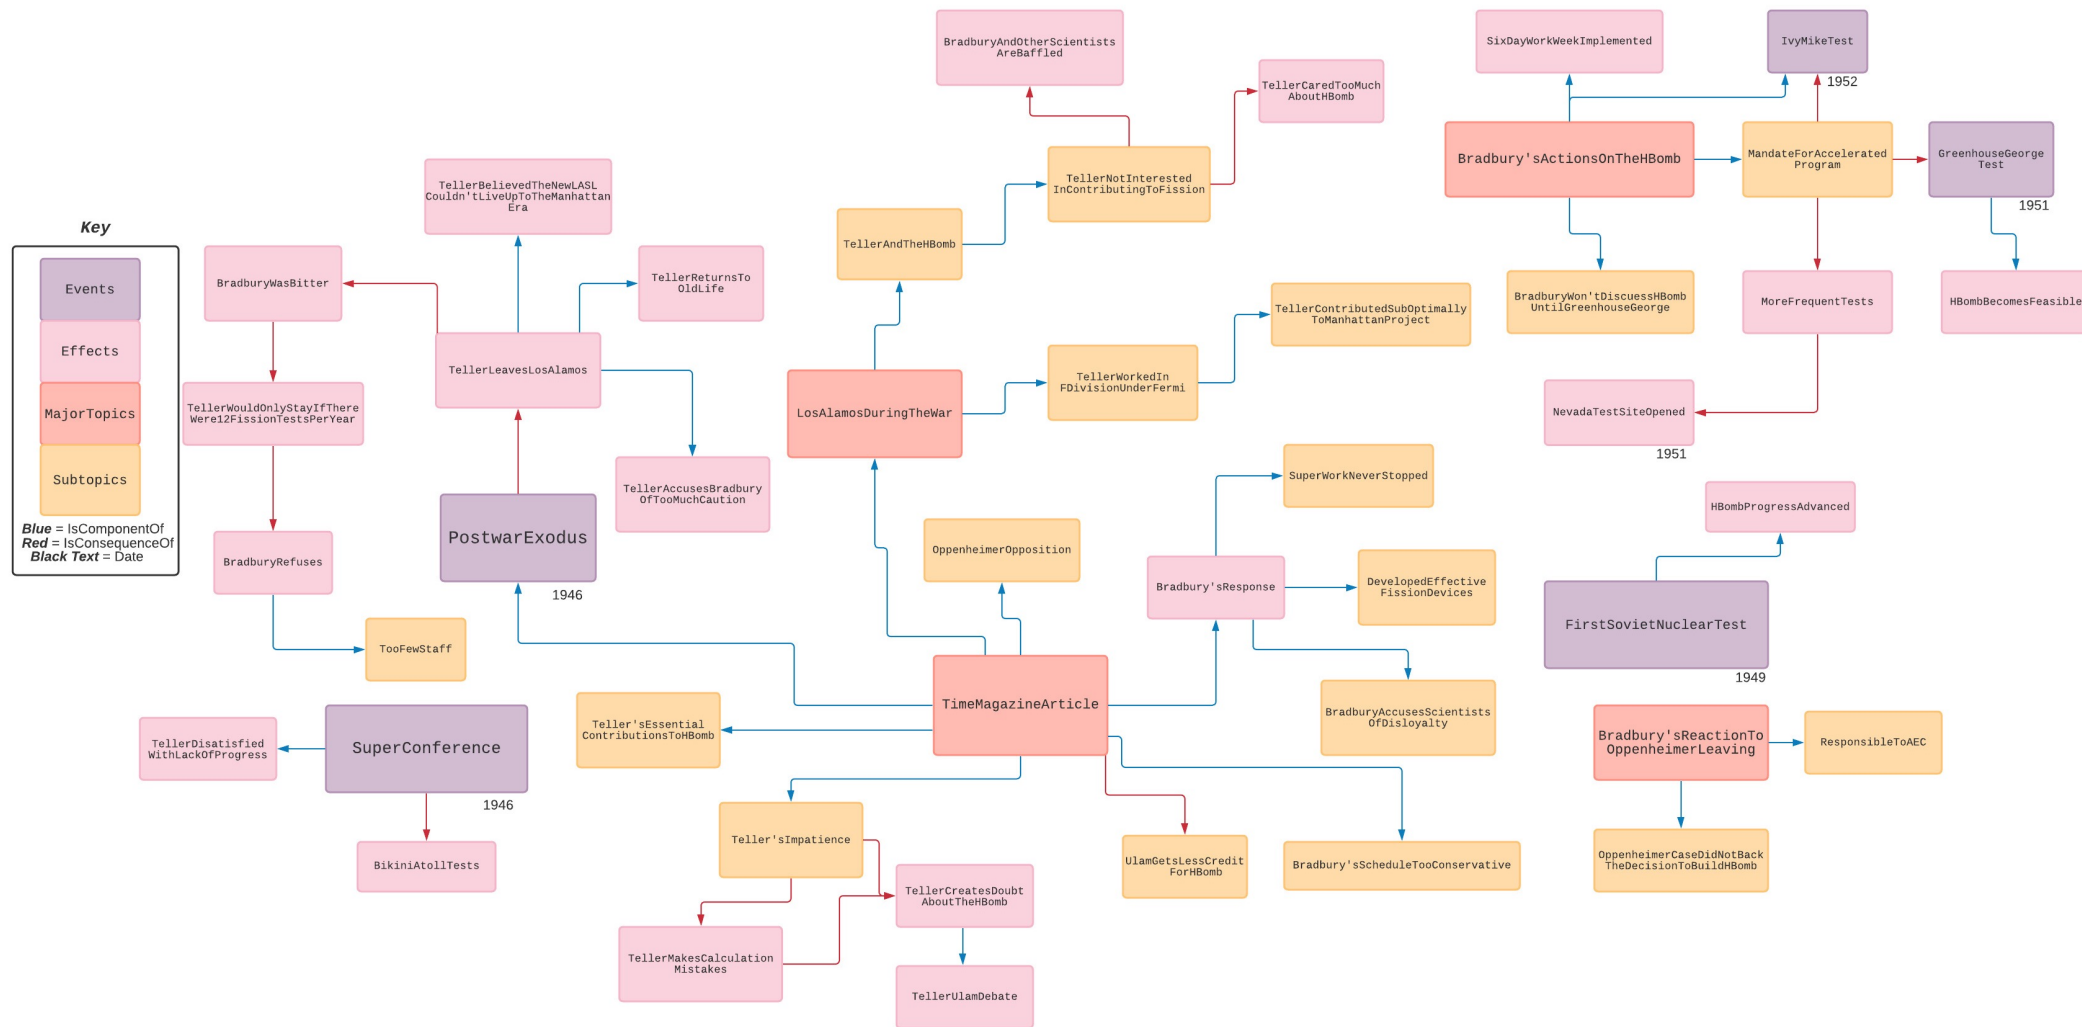 Key
Events
Effects
MajorTopics
Subtopics
Blue = IsComponentOf
Red = IsConsequenceOf
Black Text = Date
BradburyWasBitter
TellerWouldOnlyStayIfThere
Were12FissionTestsPerYear
BradburyRefuses
TooFewStaff
TellerBelievedTheNewLASL
Couldn'tLiveUpToTheManhattan
Era
TellerReturnsTo
OldLife
TellerLeavesLosAlamos
TellerAccusesBradbury
OfTooMuchCaution
PostwarExodus
1946
TellerDisatisfied
WithLackOfProgress
SuperConference
1946
BikiniAtollTests
BradburyAndOtherScientists
AreBaffled
TellerCaredTooMuch
AboutHBomb
TellerNotInterested
InContributingToFission
TellerAndTheHBomb
TellerContributedSubOptimally
ToManhattanProject
TellerWorkedIn
FDivisionUnderFermi
LosAlamosDuringTheWar
SuperWorkNeverStopped
OppenheimerOpposition
Bradbury'sResponse
DevelopedEffective
FissionDevices
BradburyAccusesScientists
OfDisloyalty
TimeMagazineArticle
Teller'sEssential
ContributionsToHBomb
Teller'sImpatience
UlamGetsLessCredit
ForHBomb
Bradbury'sScheduleTooConservative
TellerCreatesDoubt
AboutTheHBomb
TellerMakesCalculation
Mistakes
TellerUlamDebate
SixDayWorkWeekImplemented
IvyMikeTest
1952
Bradbury'sActionsOnTheHBomb
MandateForAccelerated
Program
GreenhouseGeorge
Test
1951
BradburyWon'tDiscussHBomb
UntilGreenhouseGeorge
MoreFrequentTests
HBombBecomesFeasible
NevadaTestSiteOpened
1951
HBombProgressAdvanced
FirstSovietNuclearTest
1949
Bradbury'sReactionTo
OppenheimerLeaving
ResponsibleToAEC
OppenheimerCaseDidNotBack
TheDecisionToBuildHBomb